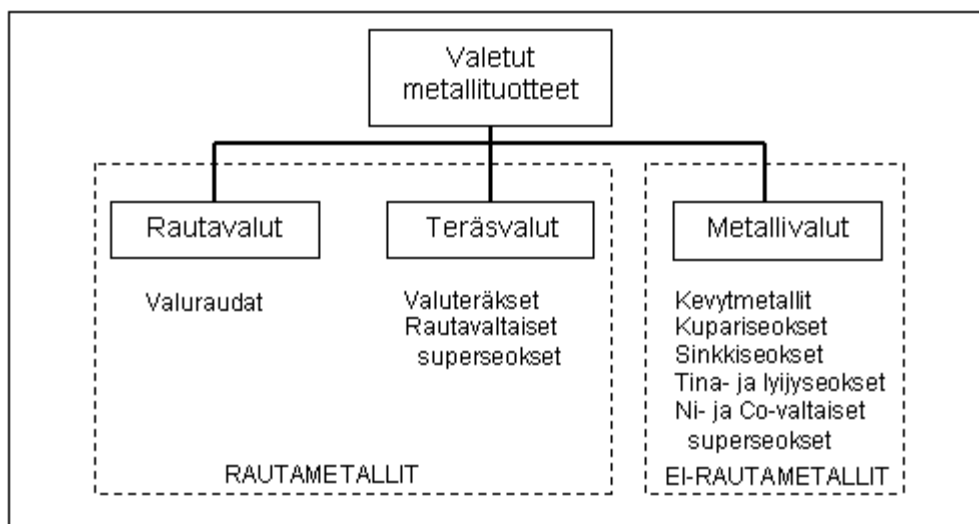 Valetut
metallituotteet
Rautavalut
Teräsvalut
Metallivalut
Valuraudat
Valuteräkset
Rautavaltaiset
superseokset
Kevytmetallit
Kupariseokset
Sinkkiseokset
Tina- ja lyijyseokset
Ni- ja Co-valtaiset
superseokset
RAUTAMETALLIT
EI-RAUTAMETALLIT